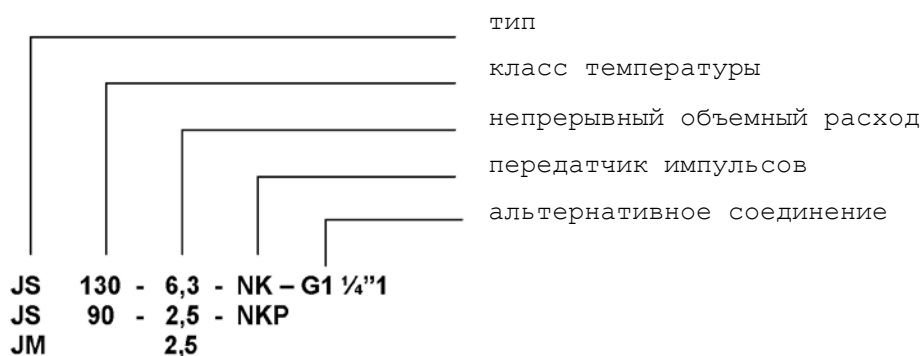 тип
класс температуры
непрерывный объемный расход
передатчик импульсов
альтернативное соединение
JS 130 - 6,3 - NK – G1 ¼”1
JS 90 - 2,5 - NKP
JM 2,5